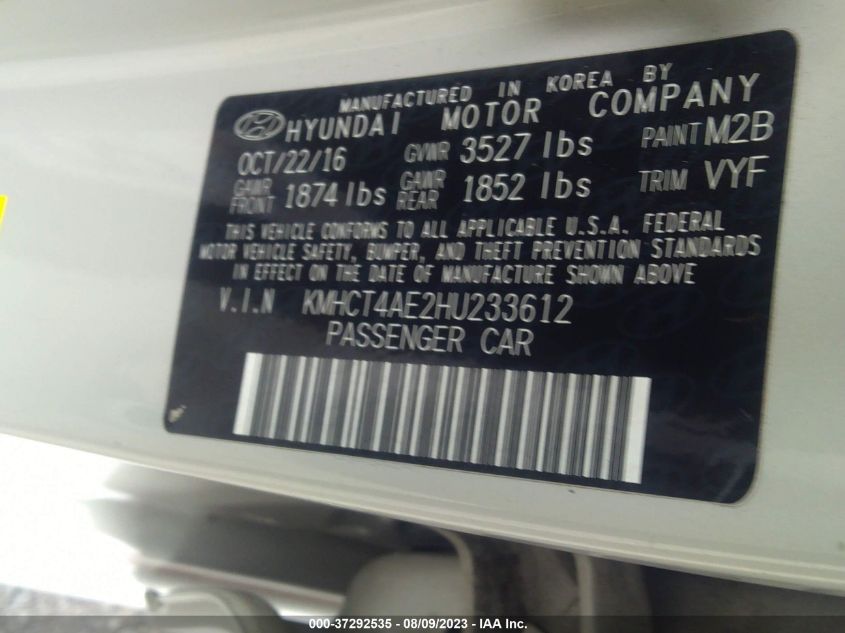 MANUFACTURED IN KOREA BY
HYUNDAI MOTOR COMPANY
OCT/22/16 GVWR 3527 lbs PAINT M2B
GAWR FRONT 1874 lbs GAWR REAR 1852 lbs TRIM VYF
THIS VEHICLE CONFORMS TO ALL APPLICABLE U.S.A. FEDERAL
MOTOR VEHICLE SAFETY, BUMPER, AND THEFT PREVENTION STANDARDS
IN EFFECT ON THE DATE OF MANUFACTURE SHOWN ABOVE
V.I.N KMHCT4AE2HU233612
PASSENGER CAR
000-37292535 - 08/09/2023 - IAA Inc.